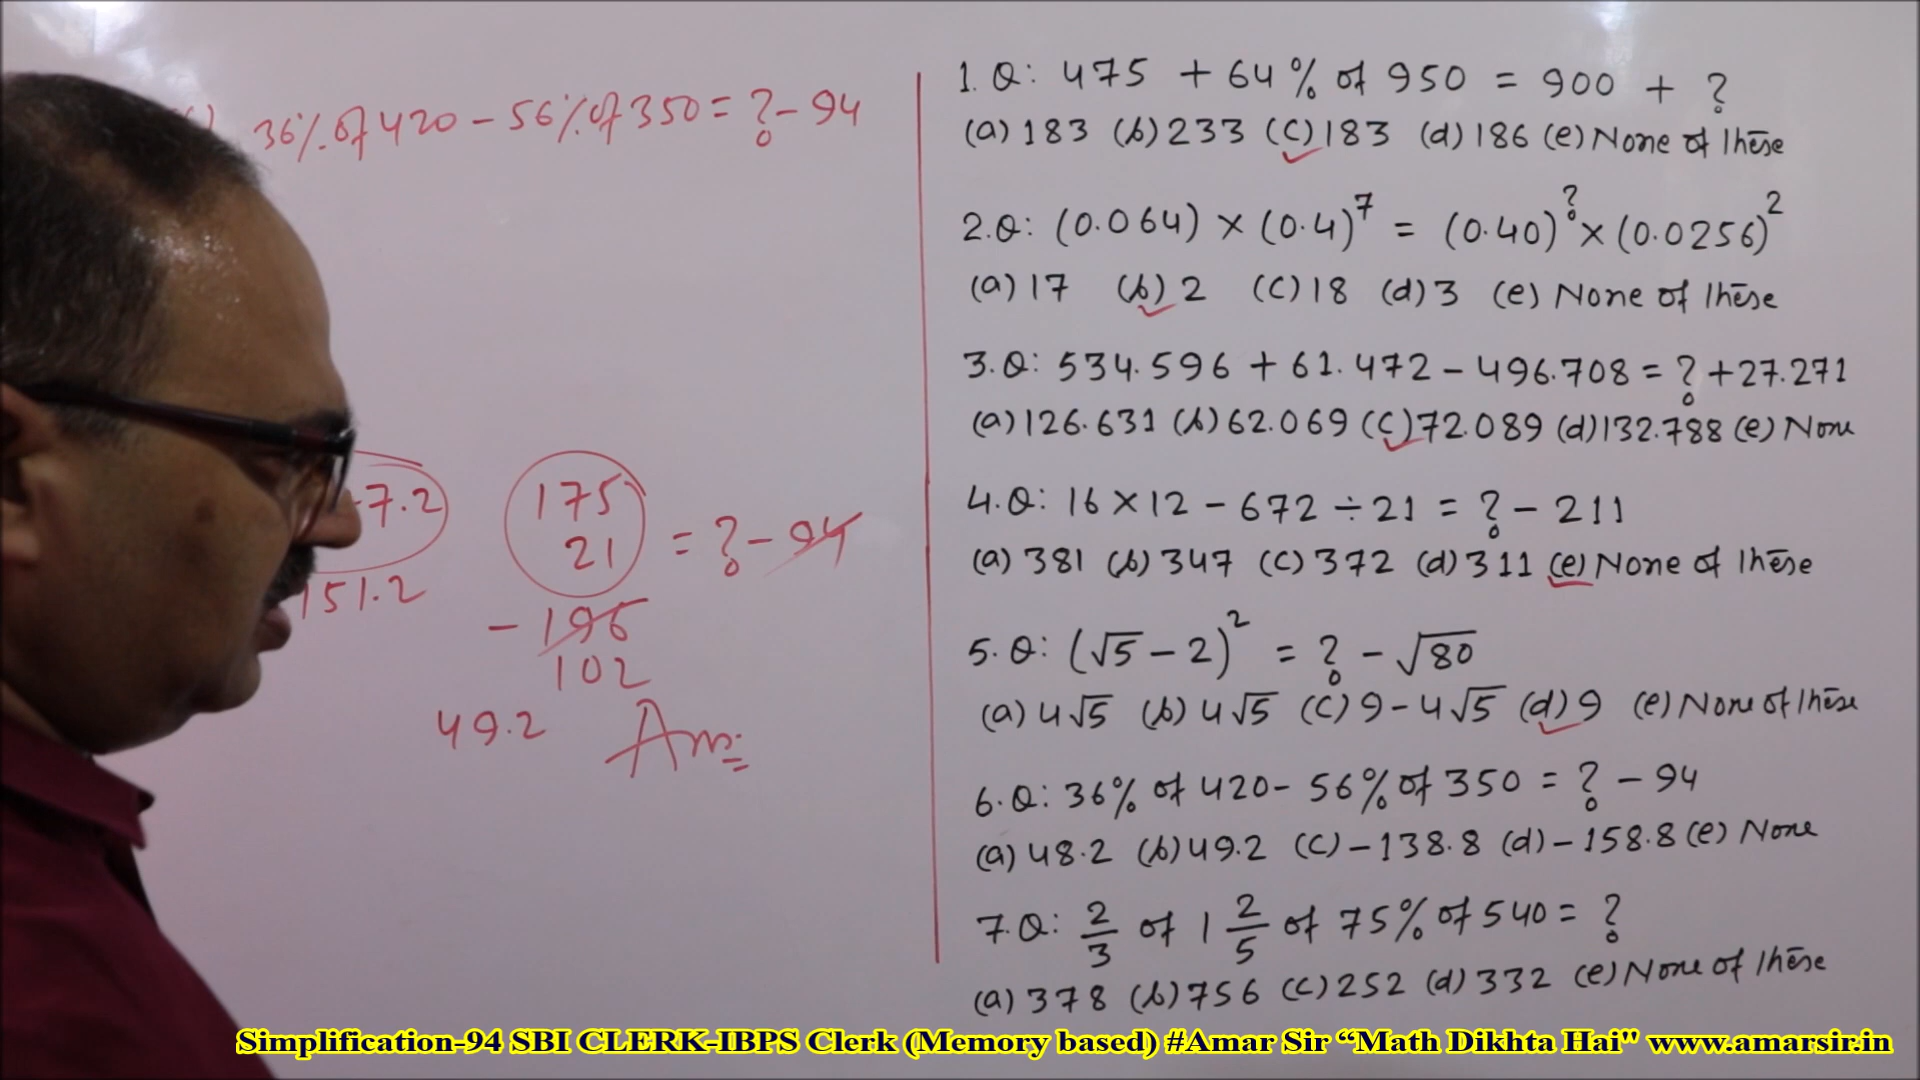 36% of 420 - 56% of 350 = ? - 94
7.2
151.2
175
21
= ? - 94
- 196
102
49.2 Ans
1. Q: 475 + 64% of 950 = 900 + ?
(a) 183 (b) 233 (c) 183 (d) 186 (e) None of these
2. Q: (0.064) × (0.4)^7 = (0.40)^? × (0.0256)^2
(a) 17 (b) 2 (c) 18 (d) 3 (e) None of these
3. Q: 534.596 + 61.472 - 496.708 = ? + 27.271
(a) 126.631 (b) 62.069 (c) 72.089 (d) 132.788 (e) None
4. Q: 16 × 12 - 672 ÷ 21 = ? - 211
(a) 381 (b) 347 (c) 372 (d) 311 (e) None of these
5. Q: (√5 - 2)^2 = ? - √80
(a) 4√5 (b) 4√5 (c) 9 - 4√5 (d) 9 (e) None of these
6. Q: 36% of 420 - 56% of 350 = ? - 94
(a) 48.2 (b) 49.2 (c) -138.8 (d) -158.8 (e) None
7. Q: 2/3 of 1 2/5 of 75% of 540 = ?
(a) 378 (b) 756 (c) 252 (d) 332 (e) None of these
Simplification-94 SBI CLERK-IBPS Clerk (Memory based) #Amar Sir “Math Dikhta Hai" www.amarsir.in